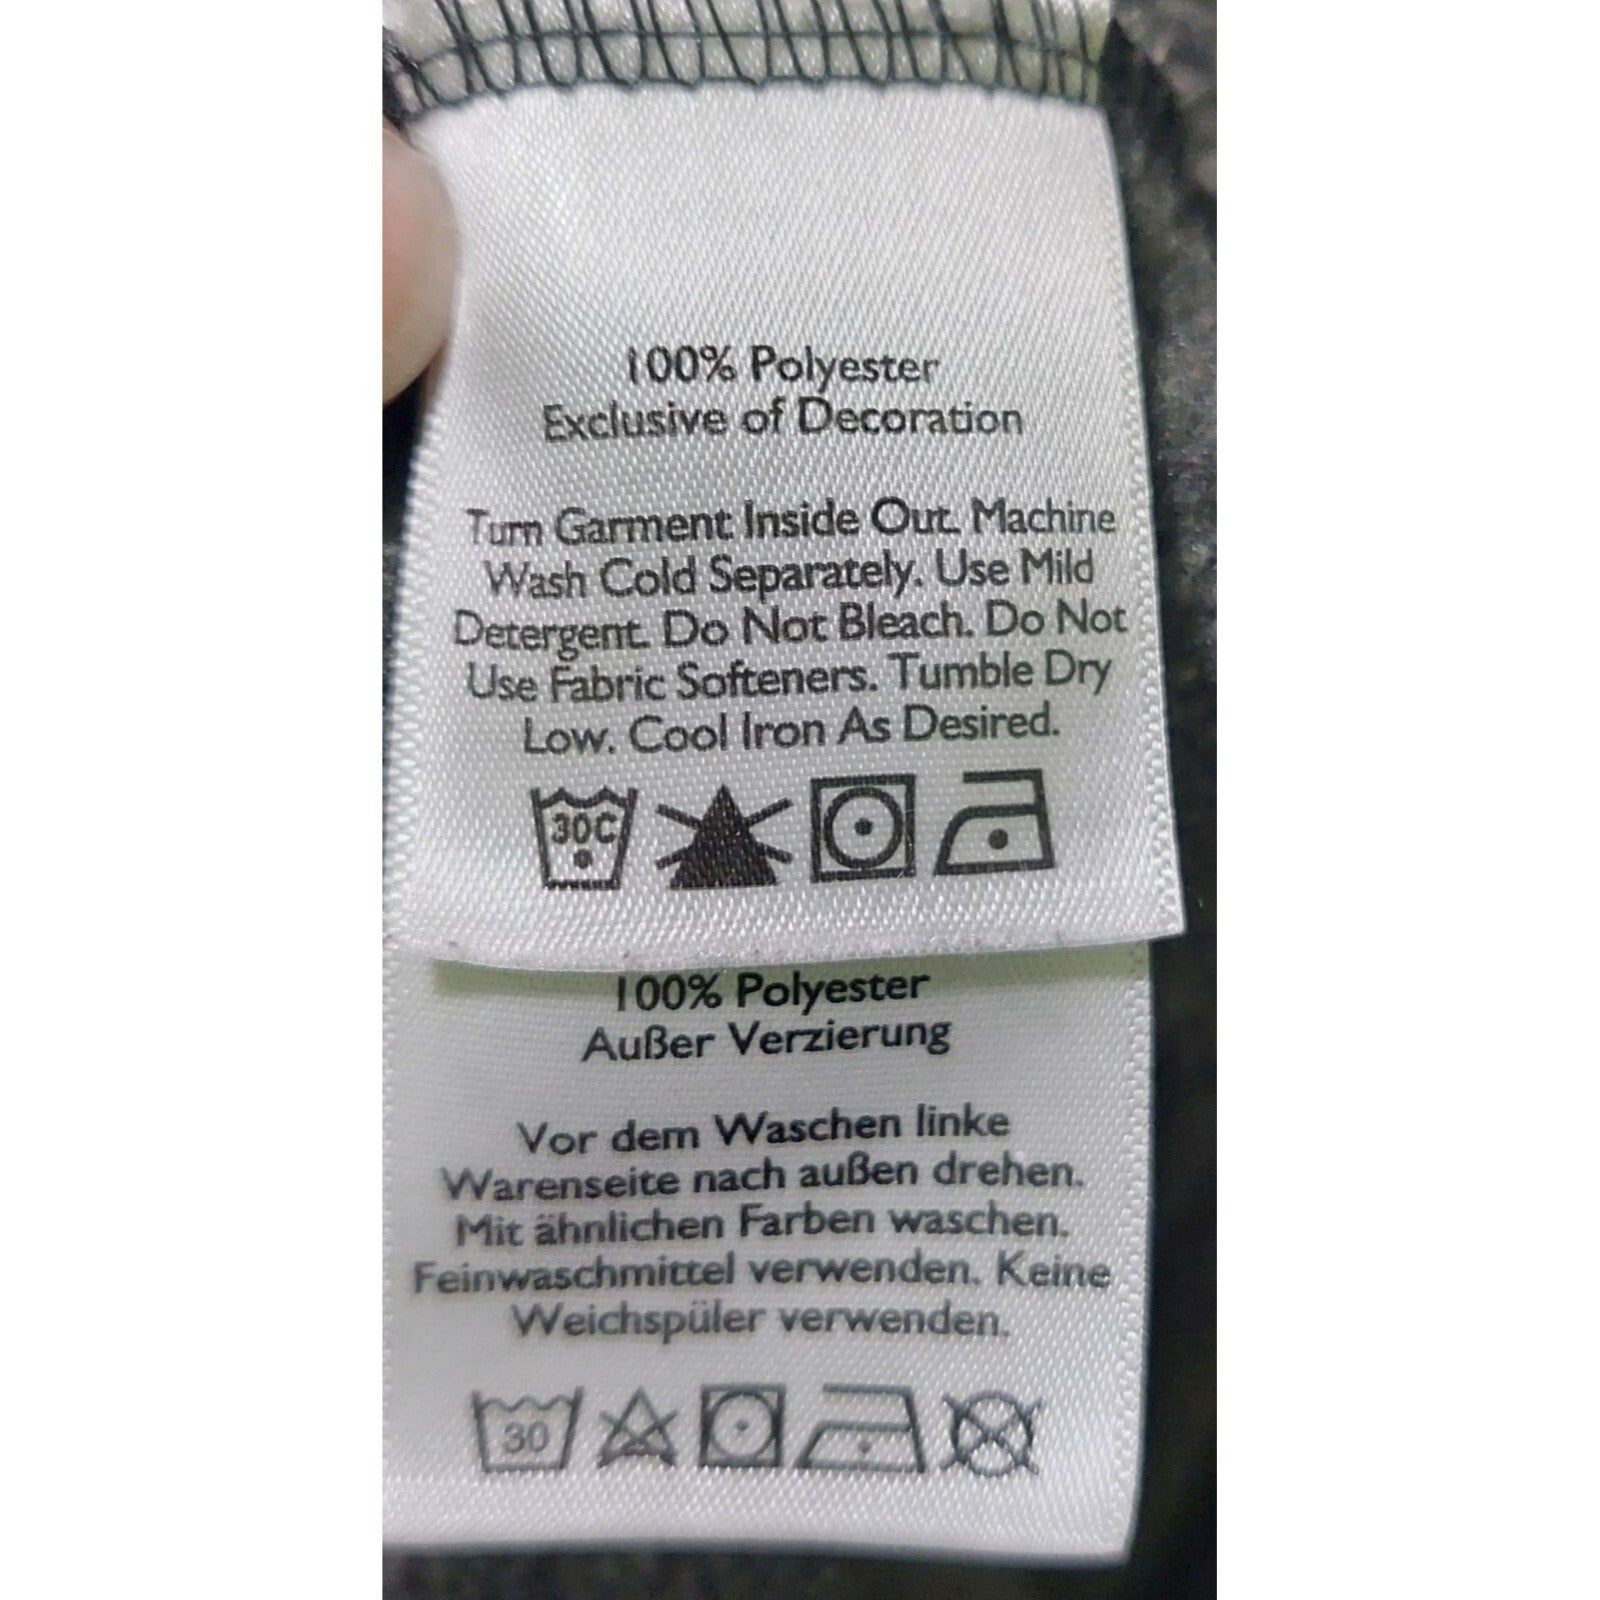 100% Polyester
Exclusive of Decoration
Turn Garment Inside Out. Machine
Wash Cold Separately. Use Mild
Detergent. Do Not Bleach. Do Not
Use Fabric Softeners. Tumble Dry
Low. Cool Iron As Desired.
30C
100% Polyester
Außer Verzierung
Vor dem Waschen linke
Warenseite nach außen drehen.
Mit ähnlichen Farben waschen.
Feinwaschmittel verwenden. Keine
Weichspüler verwenden.
30